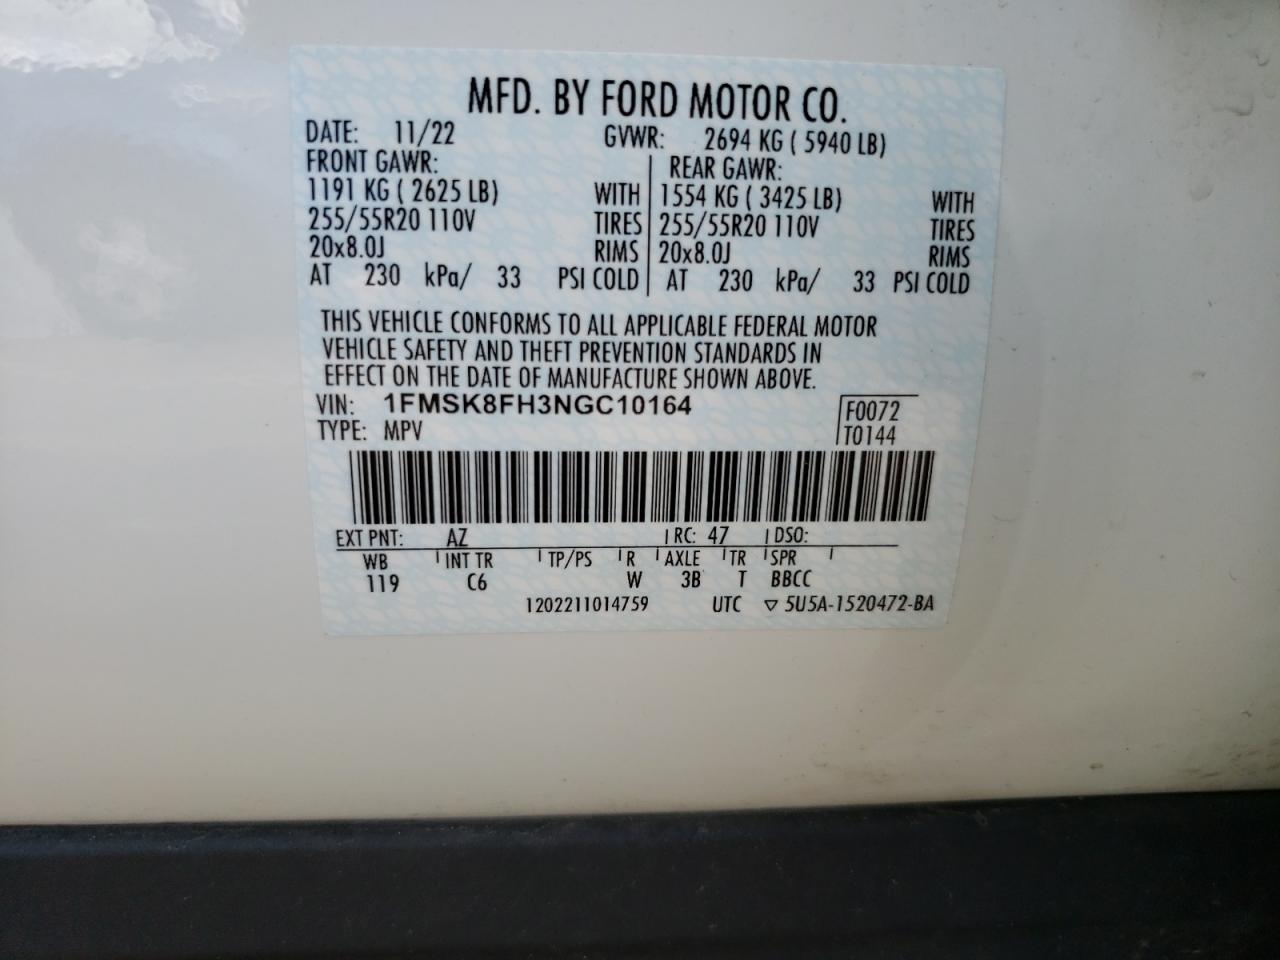 MFD. BY FORD MOTOR CO.
DATE: 11/22 GVWR: 2694 KG ( 5940 LB)
FRONT GAWR: REAR GAWR:
1191 KG ( 2625 LB) WITH 1554 KG ( 3425 LB) WITH
255/55R20 110V TIRES 255/55R20 110V TIRES
20x8.0J RIMS 20x8.0J RIMS
AT 230 kPa/ 33 PSI COLD AT 230 kPa/ 33 PSI COLD
THIS VEHICLE CONFORMS TO ALL APPLICABLE FEDERAL MOTOR
VEHICLE SAFETY AND THEFT PREVENTION STANDARDS IN
EFFECT ON THE DATE OF MANUFACTURE SHOWN ABOVE.
VIN: 1FMSK8FH3NGC10164 F0072
TYPE: MPV T0144
EXT PNT: AZ RC: 47 DSO:
WB INT TR TP/PS R AXLE TR SPR
119 C6 W 3B T BBCC
1202211014759 UTC ▽ 5U5A-1520472-BA